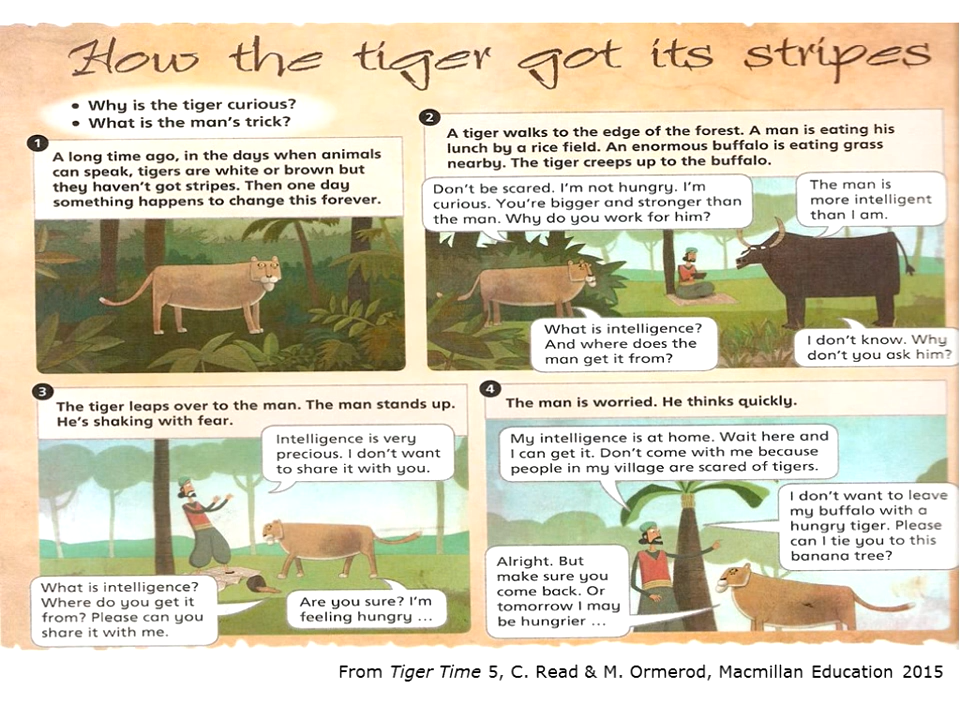 How the tiger got its stripes
• Why is the tiger curious?
• What is the man's trick?
1
A long time ago, in the days when animals
can speak, tigers are white or brown but
they haven't got stripes. Then one day
something happens to change this forever.
2
A tiger walks to the edge of the forest. A man is eating his
lunch by a rice field. An enormous buffalo is eating grass
nearby. The tiger creeps up to the buffalo.
Don't be scared. I'm not hungry. I'm
curious. You're bigger and stronger than
the man. Why do you work for him?
The man is
more intelligent
than I am.
What is intelligence?
And where does the
man get it from?
I don't know. Why
don't you ask him?
3
The tiger leaps over to the man. The man stands up.
He's shaking with fear.
Intelligence is very
precious. I don't want
to share it with you.
What is intelligence?
Where do you get it
from? Please can you
share it with me.
Are you sure? I'm
feeling hungry ...
4
The man is worried. He thinks quickly.
My intelligence is at home. Wait here and
I can get it. Don't come with me because
people in my village are scared of tigers.
I don't want to leave
my buffalo with a
hungry tiger. Please
can I tie you to this
banana tree?
Alright. But
make sure you
come back. Or
tomorrow I may
be hungrier ...
From Tiger Time 5, C. Read & M. Ormerod, Macmillan Education 2015